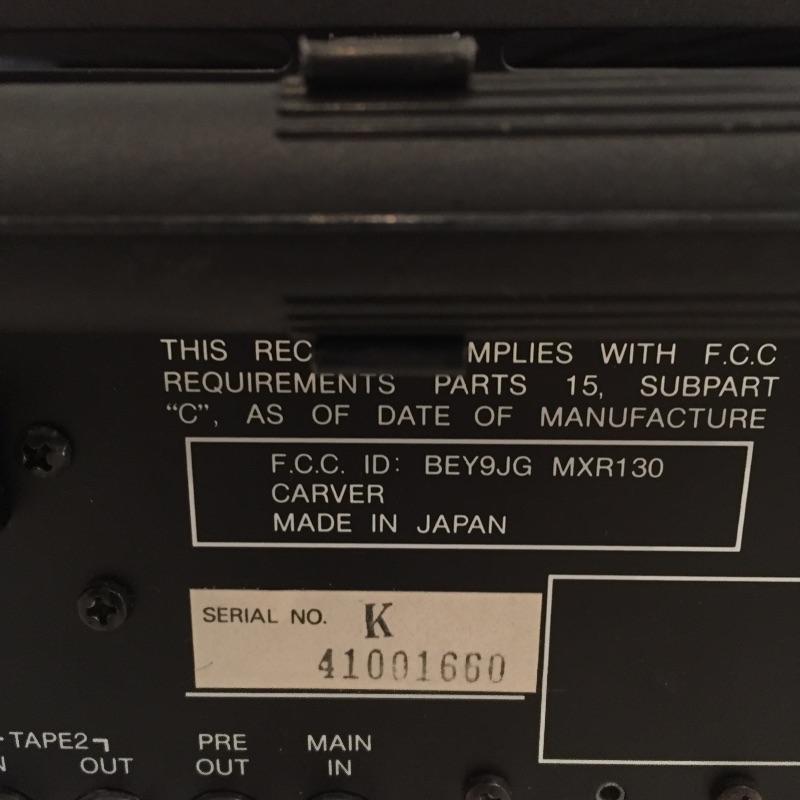 THIS REC MPLIES WITH F.C.C
REQUIREMENTS PARTS 15, SUBPART
“C”, AS OF DATE OF MANUFACTURE
F.C.C. ID: BEY9JG MXR130
CARVER
MADE IN JAPAN
SERIAL NO. K
41001660
TAPE2
OUT
PRE
OUT
MAIN
IN